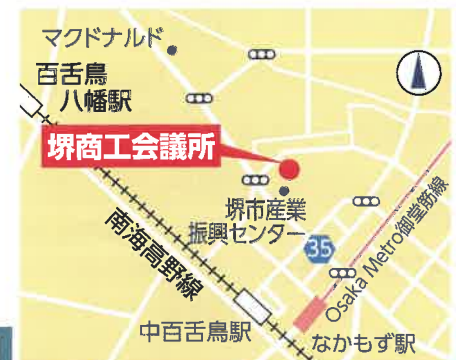 マクドナルド
百舌鳥
八幡駅
堺商工会議所
堺市産業
振興センター
35
南海高野線
Osaka Metro御堂筋線
中百舌鳥駅
なかもず駅